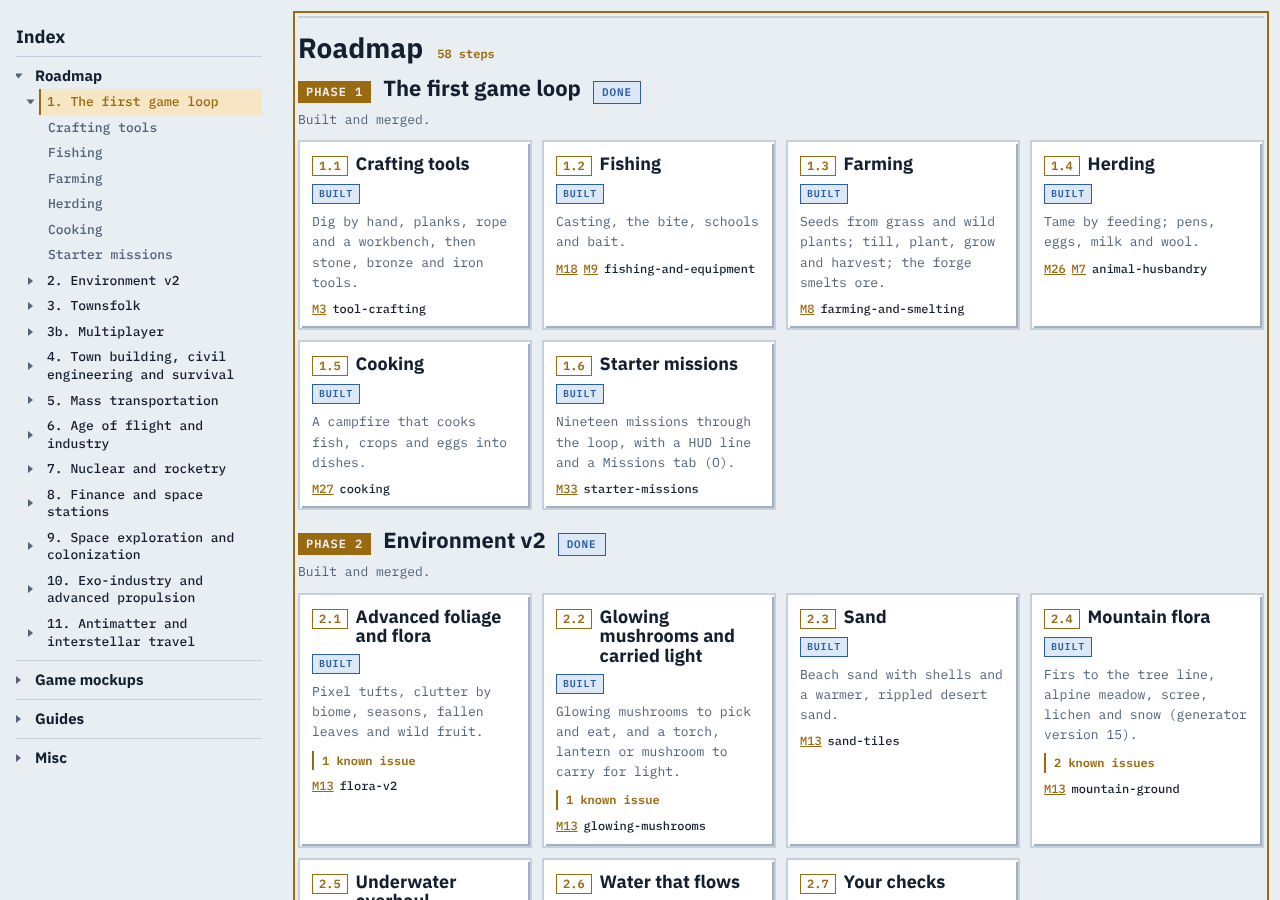 Index
Roadmap
1. The first game loop
Crafting tools
Fishing
Farming
Herding
Cooking
Starter missions
2. Environment v2
3. Townsfolk
3b. Multiplayer
4. Town building, civil
engineering and survival
5. Mass transportation
6. Age of flight and
industry
7. Nuclear and rocketry
8. Finance and space
stations
9. Space exploration and
colonization
10. Exo-industry and
advanced propulsion
11. Antimatter and
interstellar travel
Game mockups
Guides
Misc
Roadmap 58 steps
PHASE 1 The first game loop DONE
Built and merged.
1.1 Crafting tools
BUILT
Dig by hand, planks, rope
and a workbench, then
stone, bronze and iron
tools.
M3 tool-crafting
1.2 Fishing
BUILT
Casting, the bite, schools
and bait.
M18 M9 fishing-and-equipment
1.3 Farming
BUILT
Seeds from grass and wild
plants; till, plant, grow
and harvest; the forge
smelts ore.
M8 farming-and-smelting
1.4 Herding
BUILT
Tame by feeding; pens,
eggs, milk and wool.
M26 M7 animal-husbandry
1.5 Cooking
BUILT
A campfire that cooks
fish, crops and eggs into
dishes.
M27 cooking
1.6 Starter missions
BUILT
Nineteen missions through
the loop, with a HUD line
and a Missions tab (O).
M33 starter-missions
PHASE 2 Environment v2 DONE
Built and merged.
2.1 Advanced foliage
and flora
BUILT
Pixel tufts, clutter by
biome, seasons, fallen
leaves and wild fruit.
1 known issue
M13 flora-v2
2.2 Glowing
mushrooms and
carried light
BUILT
Glowing mushrooms to pick
and eat, and a torch,
lantern or mushroom to
carry for light.
1 known issue
M13 glowing-mushrooms
2.3 Sand
BUILT
Beach sand with shells and
a warmer, rippled desert
sand.
M13 sand-tiles
2.4 Mountain flora
BUILT
Firs to the tree line,
alpine meadow, scree,
lichen and snow (generator
version 15).
2 known issues
M13 mountain-ground
2.5 Underwater
overhaul
2.6 Water that flows
2.7 Your checks